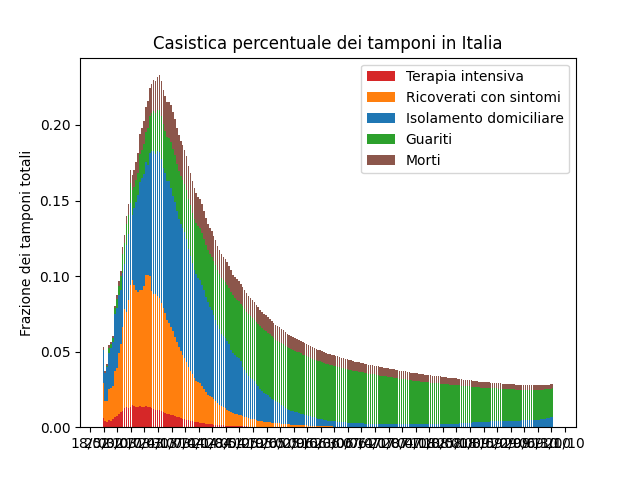 Casistica percentuale dei tamponi in Italia
Terapia intensiva
Ricoverati con sintomi
Isolamento domiciliare
Guariti
Morti
Frazione dei tamponi totali
0.20
0.15
0.10
0.05
0.00